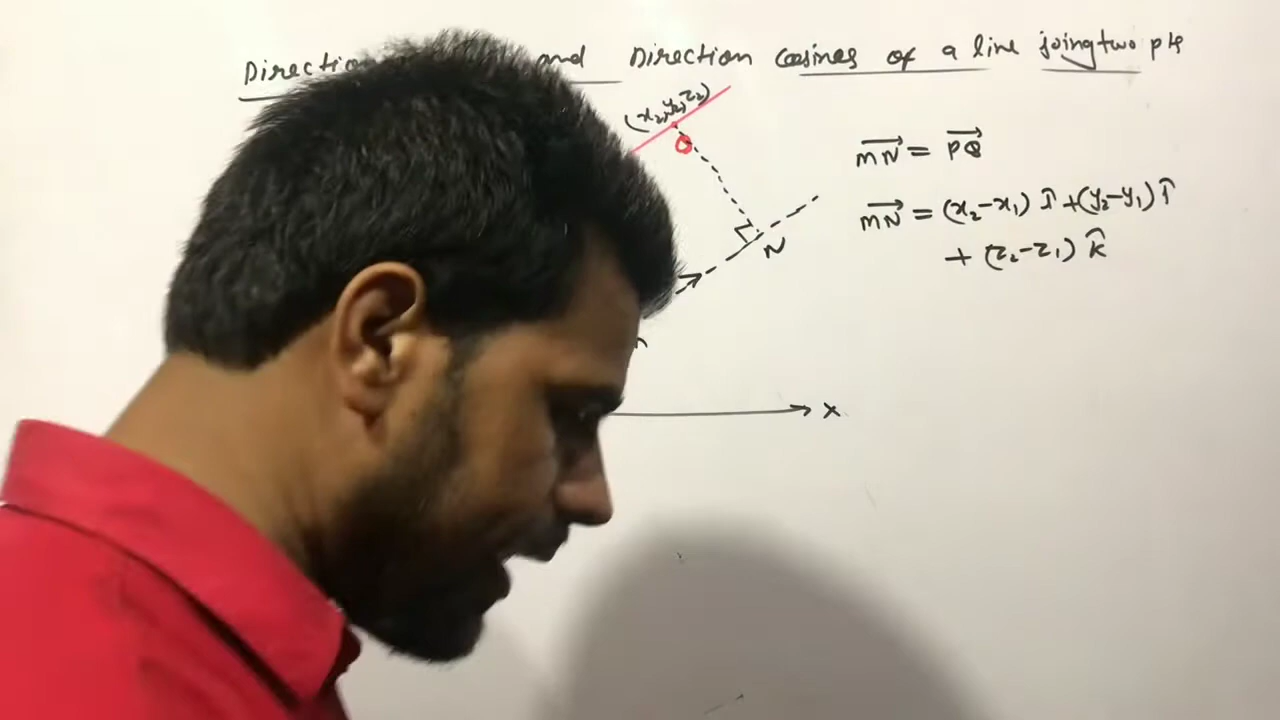 Direction and Direction cosines of a line joing two pts
(x₂,y₂,z₂)
Q
N
x
→MN = →PQ
→MN = (x₂-x₁) î + (y₂-y₁) ĵ
+ (z₂-z₁) k̂